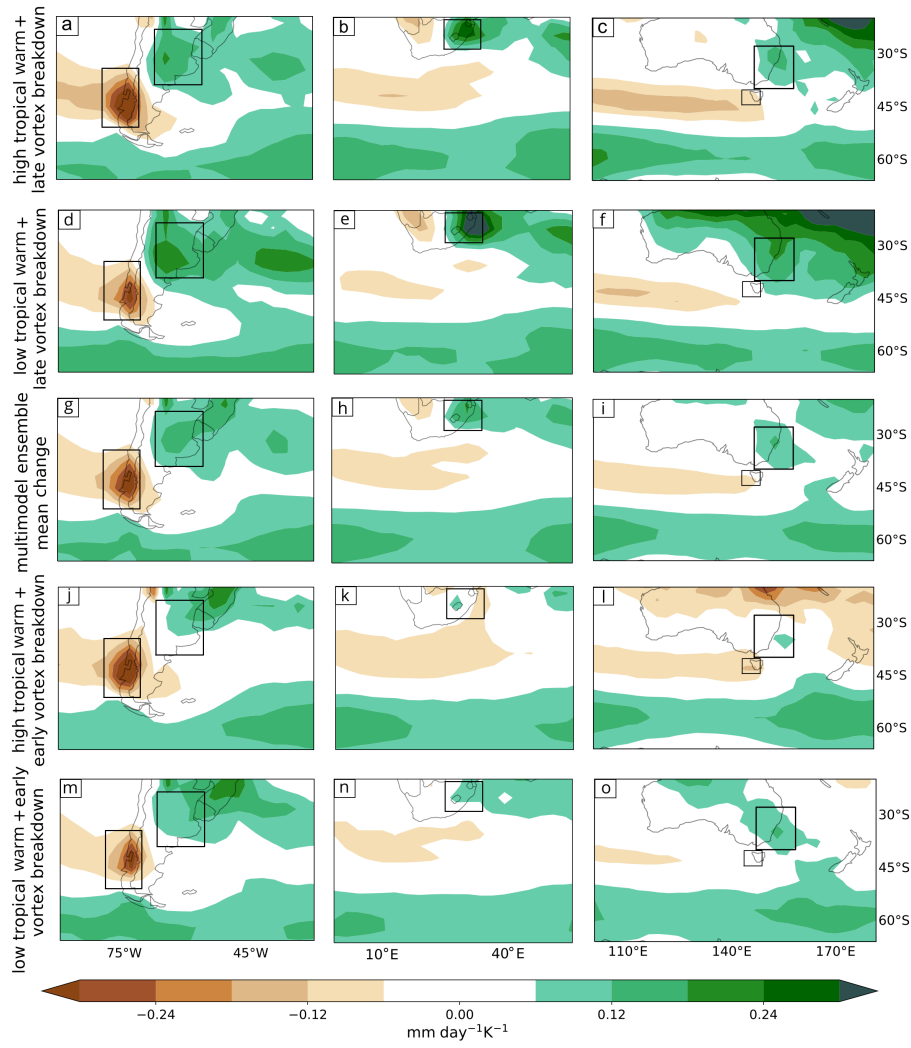 high tropical warm +
late vortex breakdown
a
b
c
30°S
45°S
60°S
low tropical warm +
late vortex breakdown
d
e
f
30°S
45°S
60°S
multimodel ensemble
mean change
g
h
i
30°S
45°S
60°S
high tropical warm +
early vortex breakdown
j
k
l
30°S
45°S
60°S
low tropical warm + early
vortex breakdown
m
n
o
30°S
45°S
60°S
75°W 45°W 10°E 40°E 110°E 140°E 170°E
−0.24 −0.12 0.00 0.12 0.24
mm day⁻¹K⁻¹